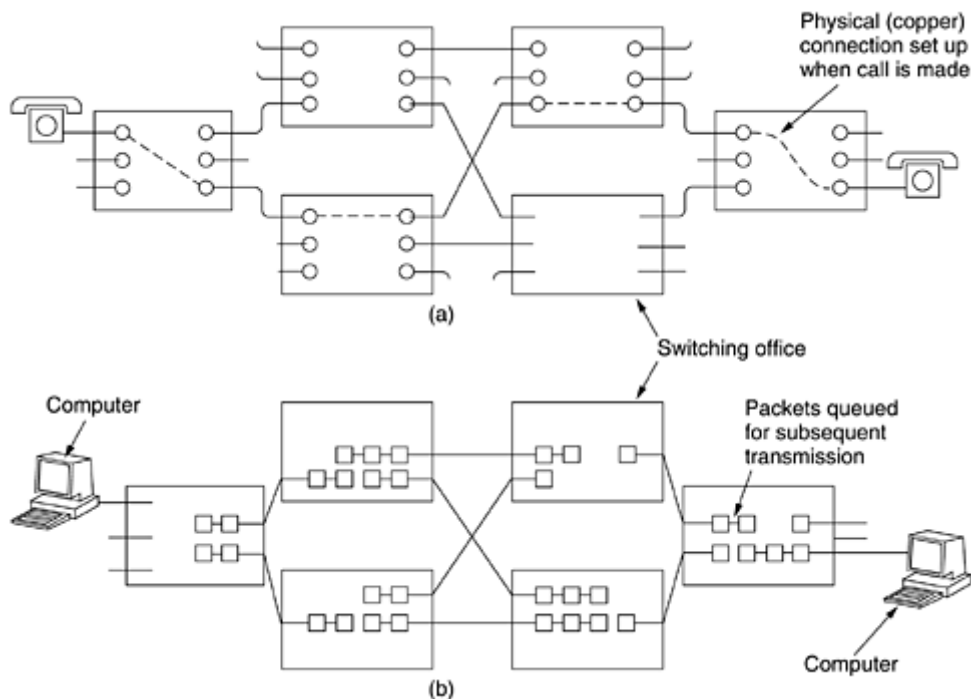 Physical (copper)
connection set up
when call is made
(a)
Switching office
Computer
Packets queued
for subsequent
transmission
Computer
(b)